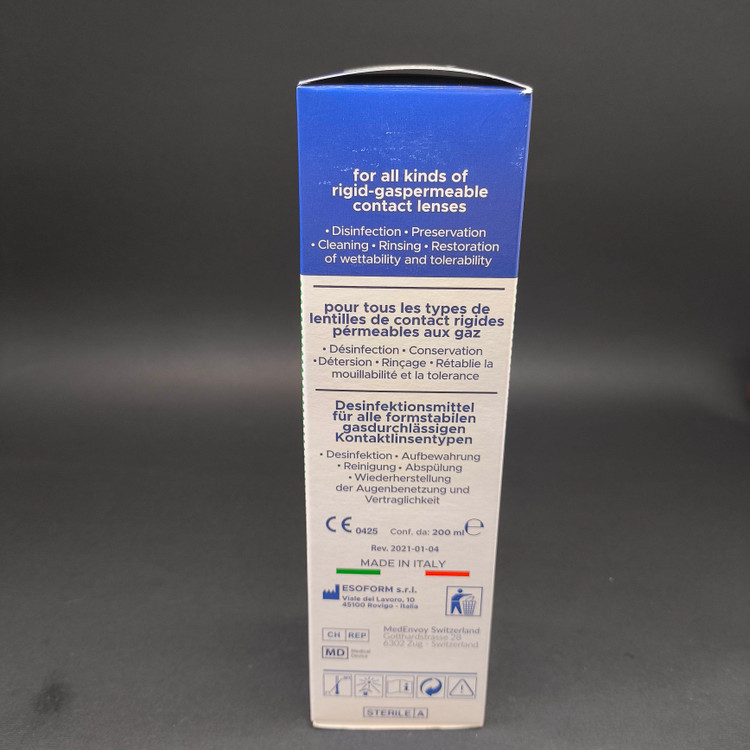 for all kinds of
rigid-gaspermeable
contact lenses
• Disinfection • Preservation
• Cleaning • Rinsing • Restoration
of wettability and tolerability
pour tous les types de
lentilles de contact rigides
pérmeables aux gaz
• Désinfection • Conservation
• Détersion • Rinçage • Rétablie la
mouillabilité et la tolerance
Desinfektionsmittel
für alle formstabilen
gasdurchlässigen
Kontaktlinsentypen
• Desinfektion • Aufbewahrung
• Reinigung • Abspülung
• Wiederherstellung
der Augenbenetzung und
Vertraglichkeit
CE 0425 Conf. da: 200 ml e
Rev. 2021-01-04
MADE IN ITALY
ESOFORM s.r.l.
Viale del Lavoro, 10
45100 Rovigo - Italia
CH REP
MedEnvoy Switzerland
Gotthardstrasse 28
6302 Zug - Switzerland
MD Medical
Device
STERILE A